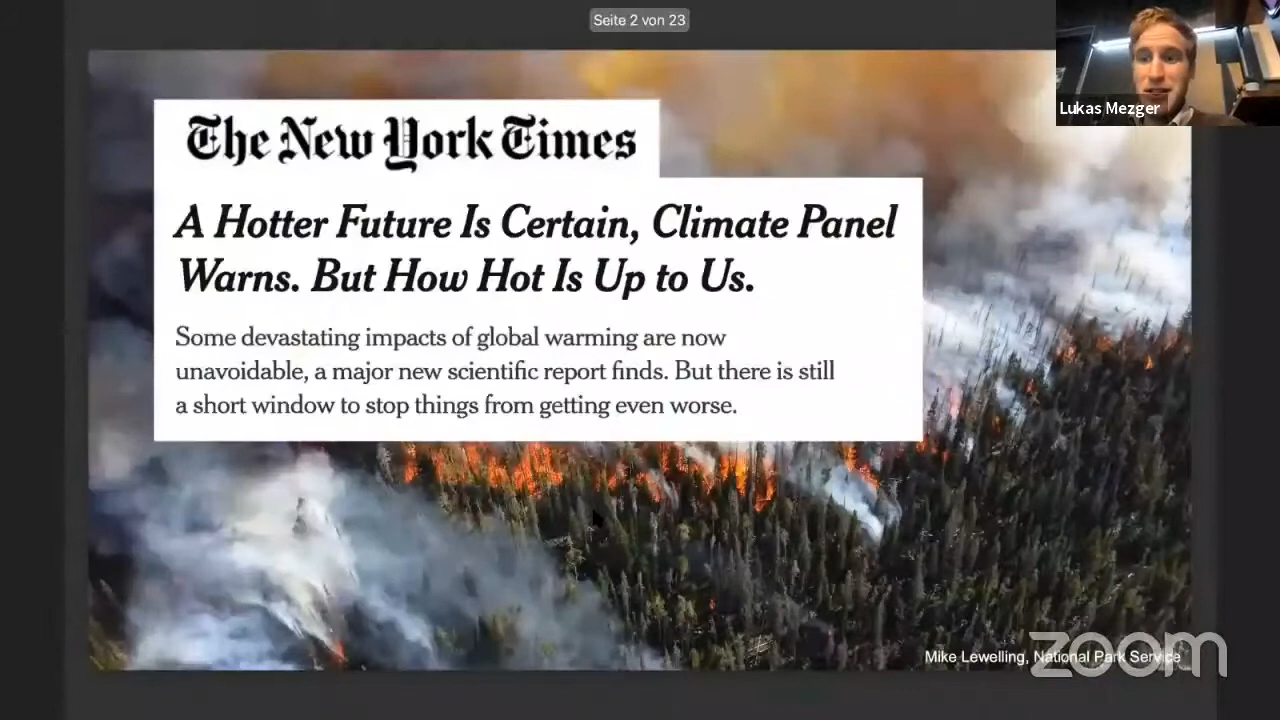 Seite 2 von 23
Lukas Mezger
The New York Times
A Hotter Future Is Certain, Climate Panel
Warns. But How Hot Is Up to Us.
Some devastating impacts of global warming are now
unavoidable, a major new scientific report finds. But there is still
a short window to stop things from getting even worse.
Mike Lewelling, National Park Service
zoom